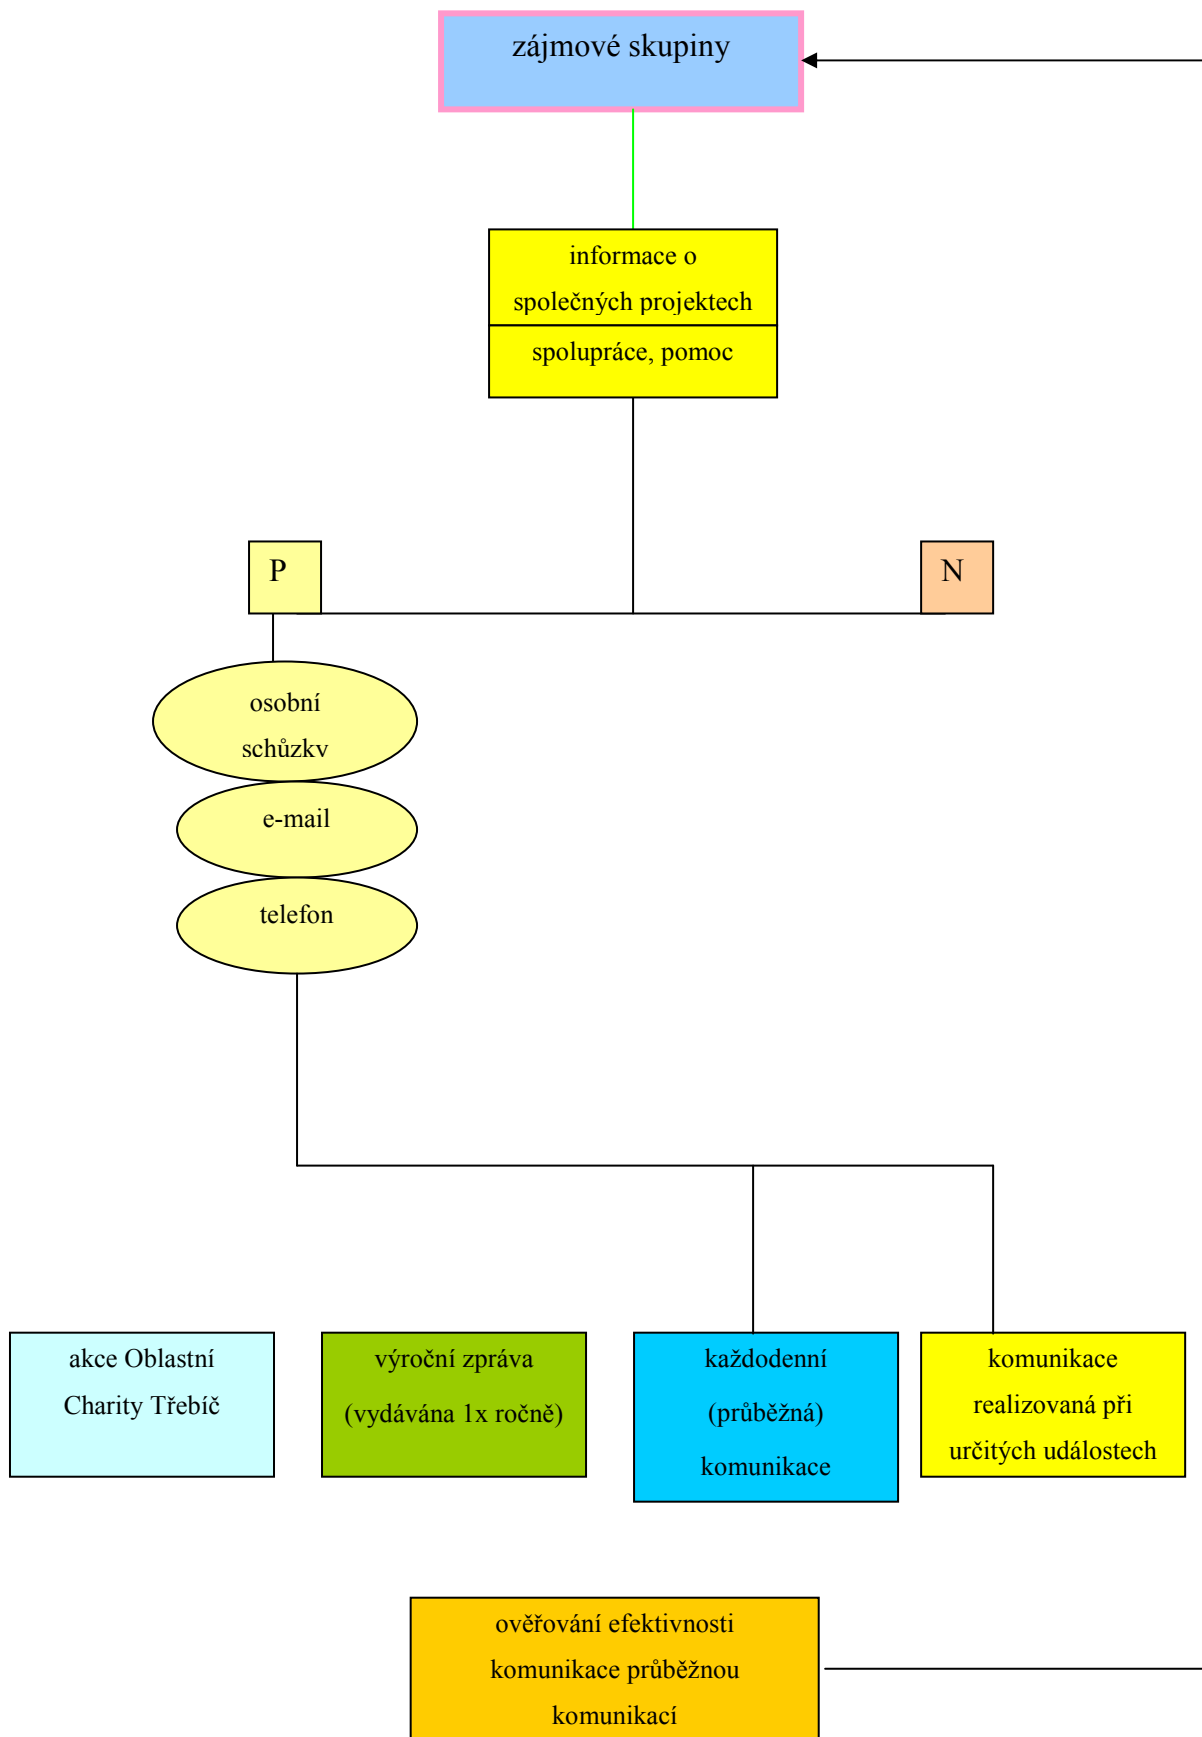 zájmové skupiny
informace o
společných projektech
spolupráce, pomoc
P
N
osobní
schůzkv
e-mail
telefon
akce Oblastní
Charity Třebíč
výroční zpráva
(vydávána 1x ročně)
každodenní
(průběžná)
komunikace
komunikace
realizovaná při
určitých událostech
ověřování efektivnosti
komunikace průběžnou
komunikací